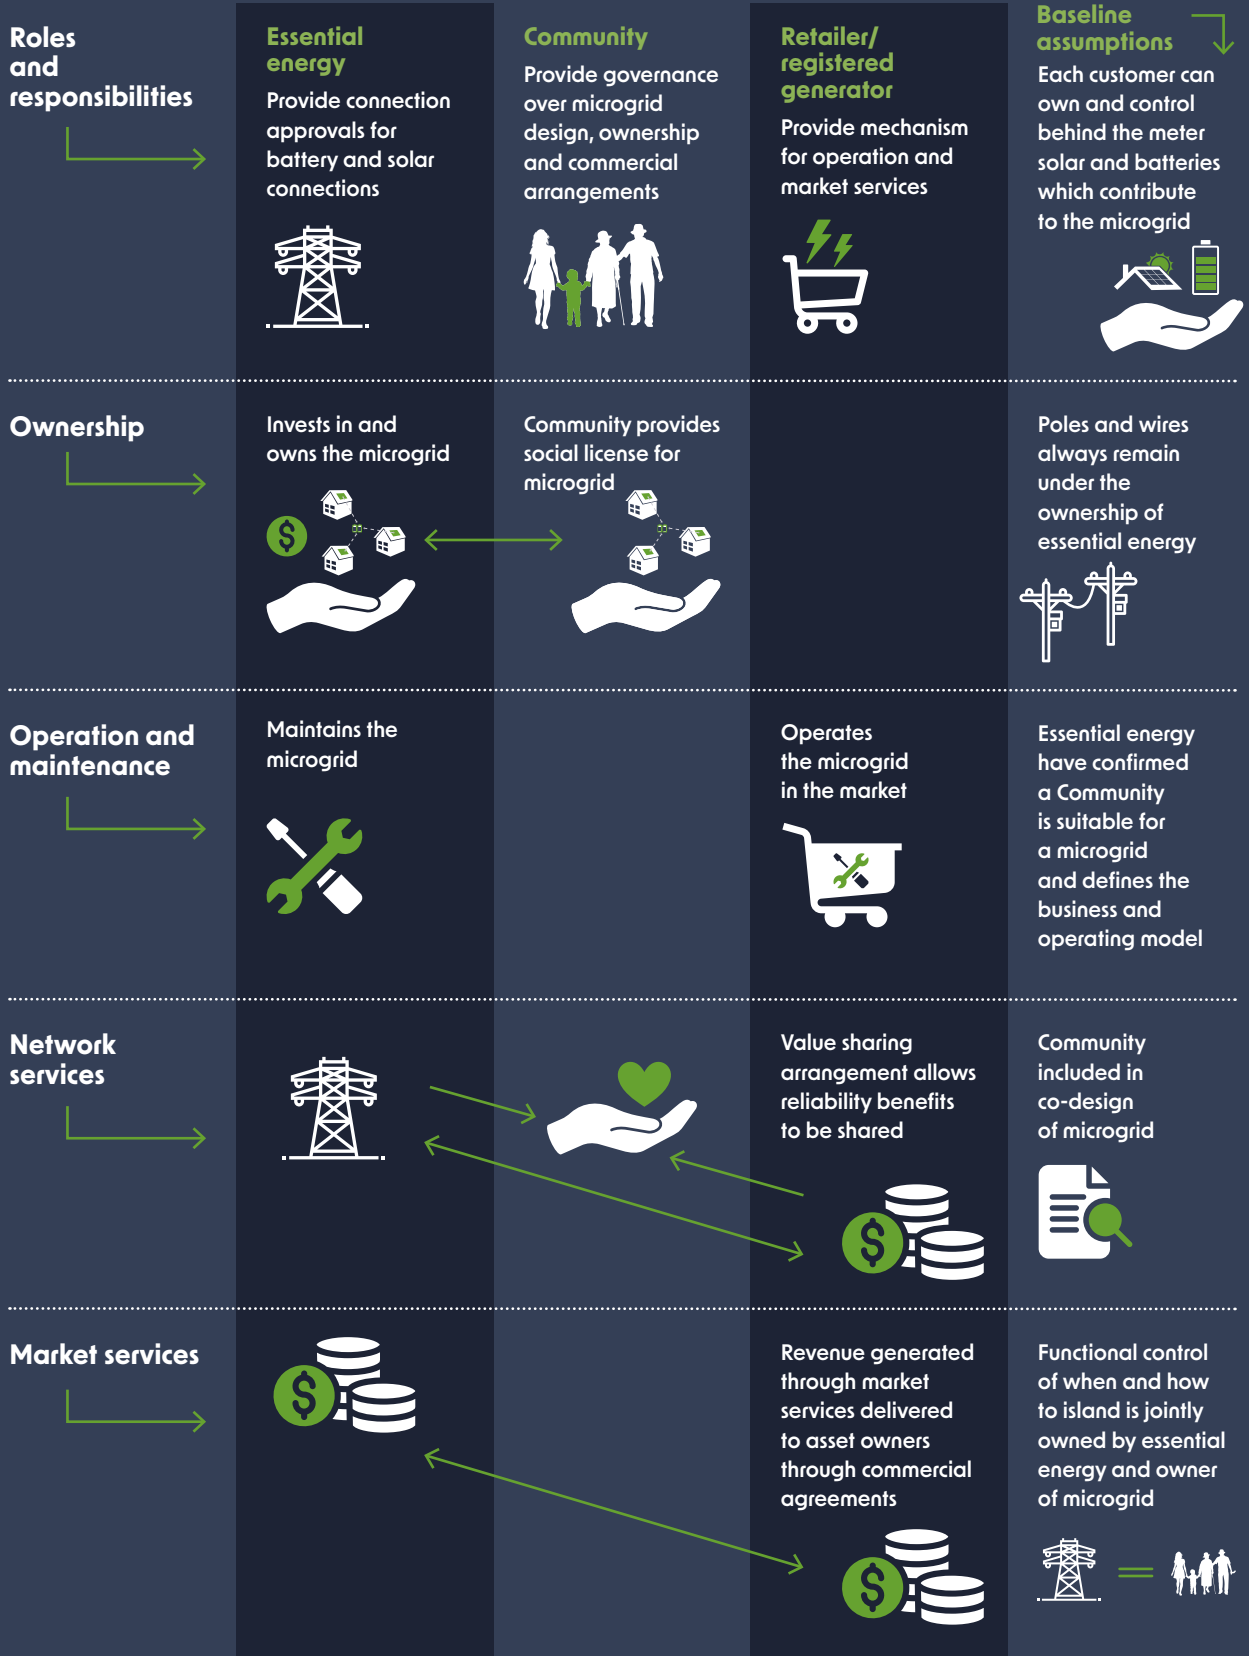 Roles
and
responsibilities
Essential
energy
Provide connection
approvals for
battery and solar
connections
Community
Provide governance
over microgrid
design, ownership
and commercial
arrangements
Retailer/
registered
generator
Provide mechanism
for operation and
market services
Baseline
assumptions
Each customer can
own and control
behind the meter
solar and batteries
which contribute
to the microgrid
Ownership
Invests in and
owns the microgrid
$
Community provides
social license for
microgrid
Poles and wires
always remain
under the
ownership of
essential energy
Operation and
maintenance
Maintains the
microgrid
Operates
the microgrid
in the market
Essential energy
have confirmed
a Community
is suitable for
a microgrid
and defines the
business and
operating model
Network
services
Value sharing
arrangement allows
reliability benefits
to be shared
$
Community
included in
co-design
of microgrid
Market services
$
Revenue generated
through market
services delivered
to asset owners
through commercial
agreements
$
Functional control
of when and how
to island is jointly
owned by essential
energy and owner
of microgrid